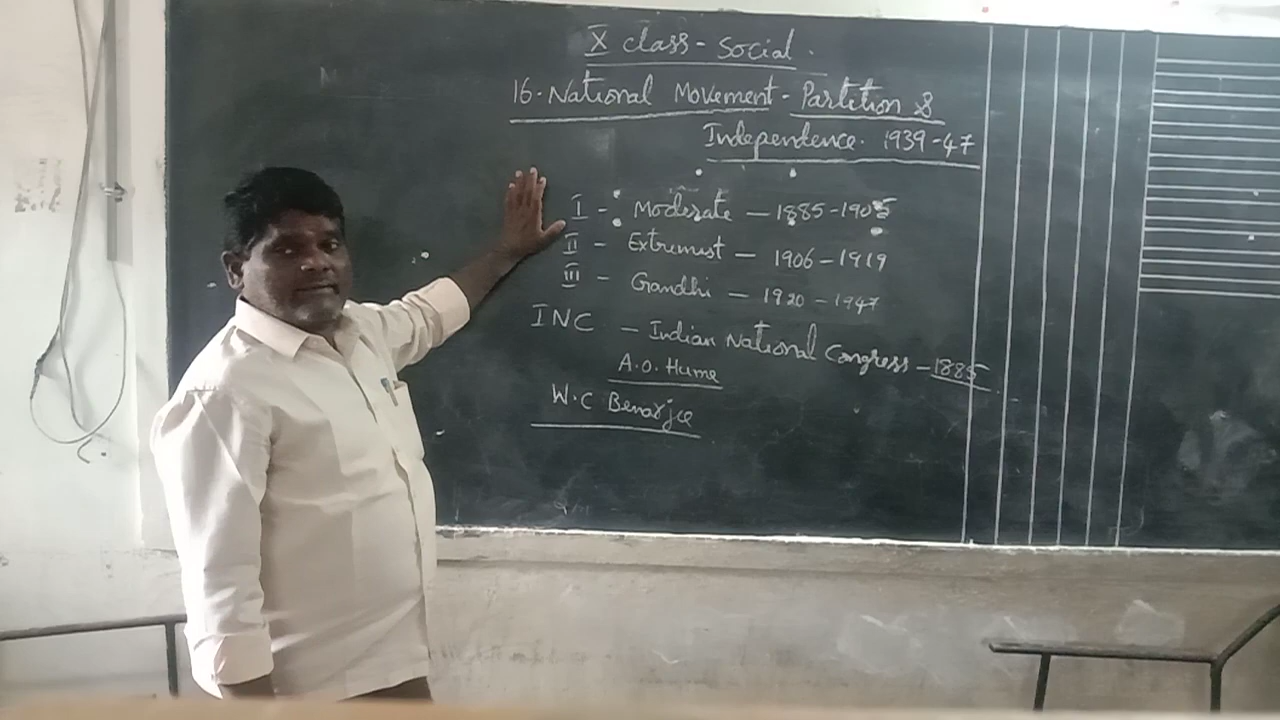 X class - Social.
16. National Movement - Partition &
Independence. 1939-47
I - Moderate - 1885-1905
II - Extremist - 1906-1919
III - Gandhi - 1920-1947
INC - Indian National Congress - 1885
A.O. Hume
W.C Benarjee